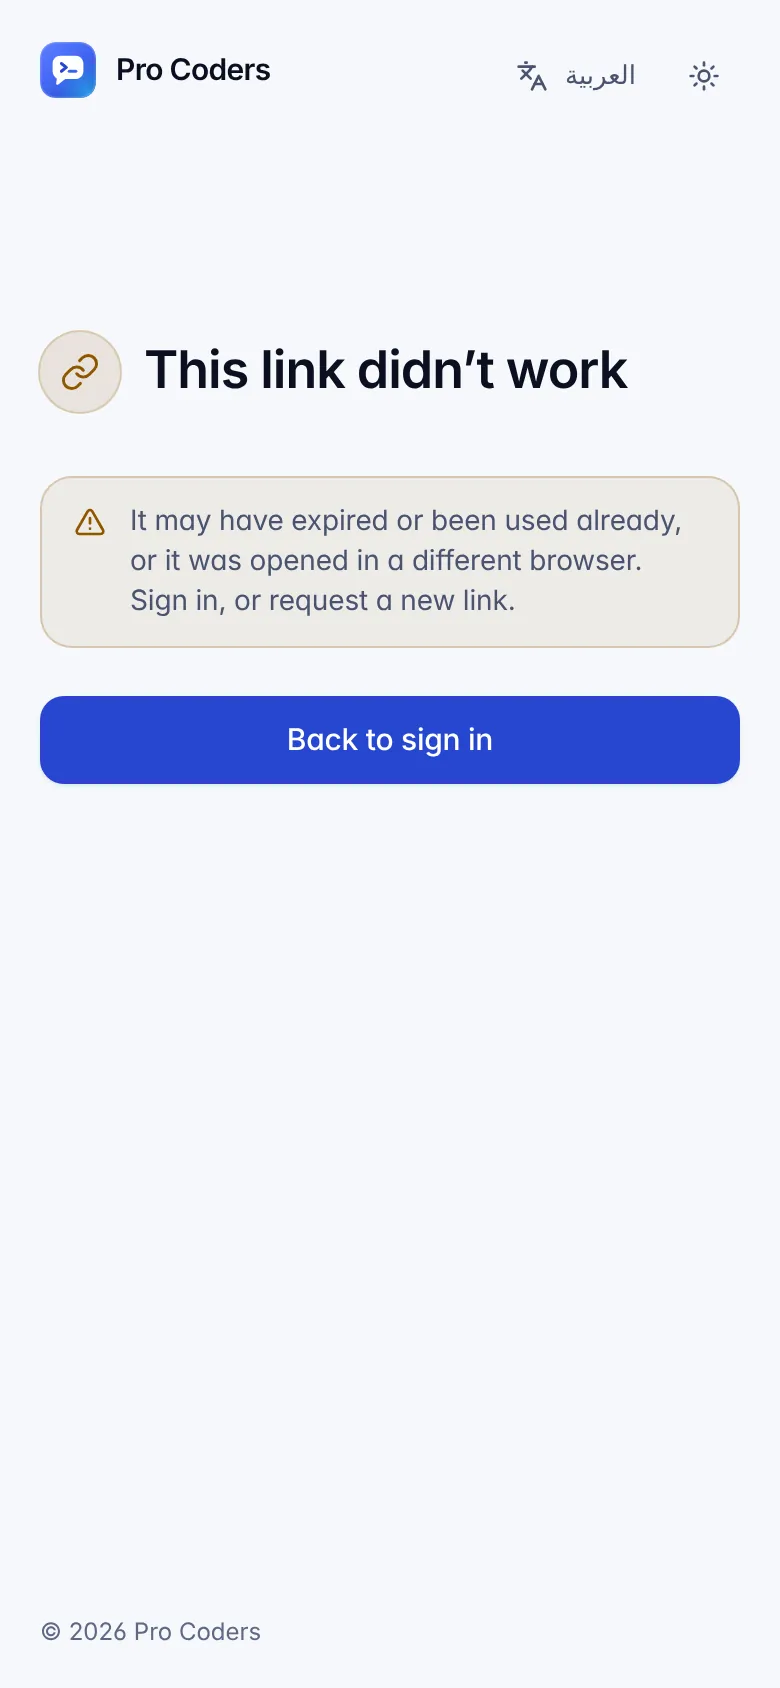 Pro Coders
العربية
This link didn’t work
It may have expired or been used already,
or it was opened in a different browser.
Sign in, or request a new link.
Back to sign in
© 2026 Pro Coders